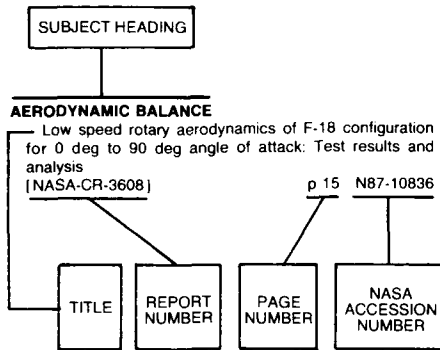 SUBJECT HEADING
AERODYNAMIC BALANCE
Low speed rotary aerodynamics of F-18 configuration
for 0 deg to 90 deg angle of attack: Test results and
analysis
[NASA-CR-3608] p 15 N87-10836
TITLE
REPORT
NUMBER
PAGE
NUMBER
NASA
ACCESSION
NUMBER